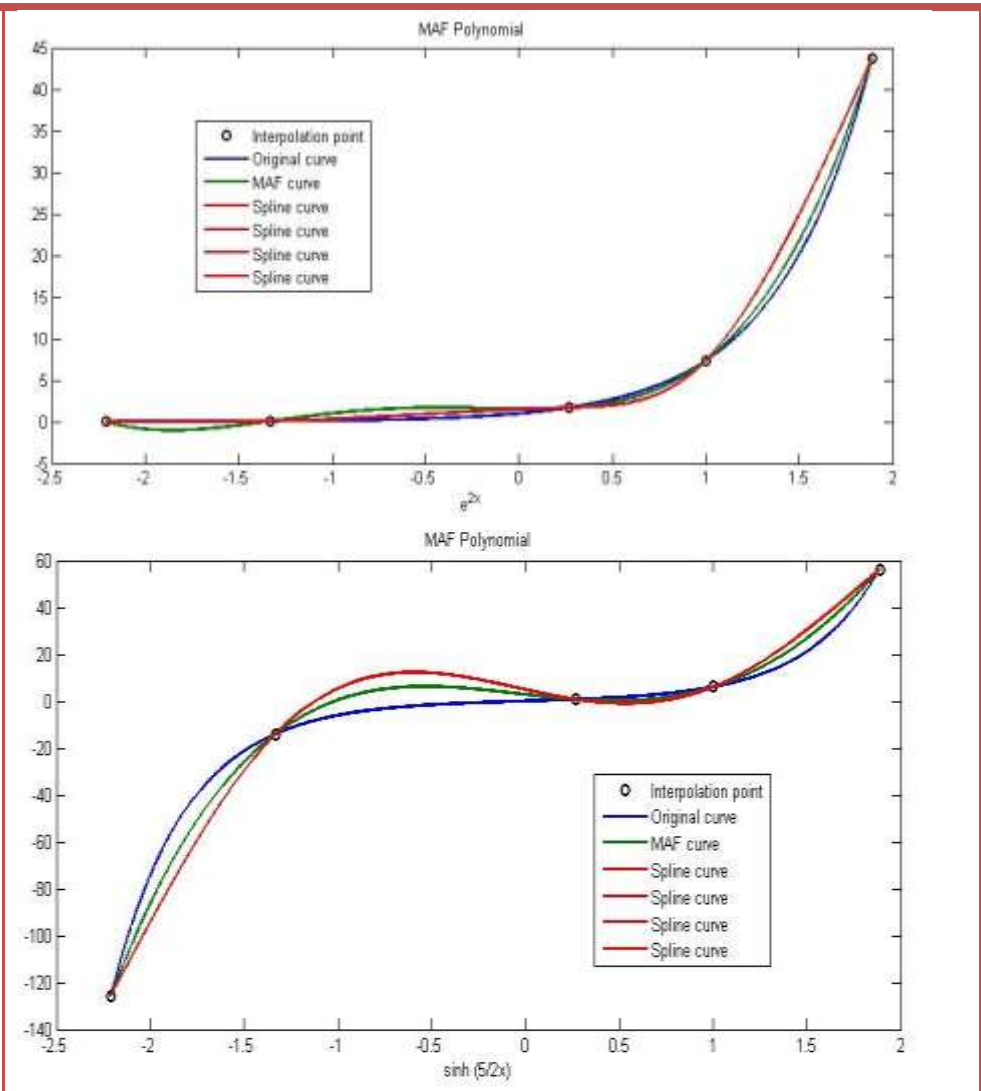 MAF Polynomial
45
40
35
30
25
20
15
10
5
0
-5
Interpolation point
Original curve
MAF curve
Spline curve
Spline curve
Spline curve
Spline curve
-2.5 -2 -1.5 -1 -0.5 0 0.5 1 1.5 2
e^2x
MAF Polynomial
60
40
20
0
-20
-40
-60
-80
-100
-120
-140
Interpolation point
Original curve
MAF curve
Spline curve
Spline curve
Spline curve
Spline curve
-2.5 -2 -1.5 -1 -0.5 0 0.5 1 1.5 2
sinh (5/2x)